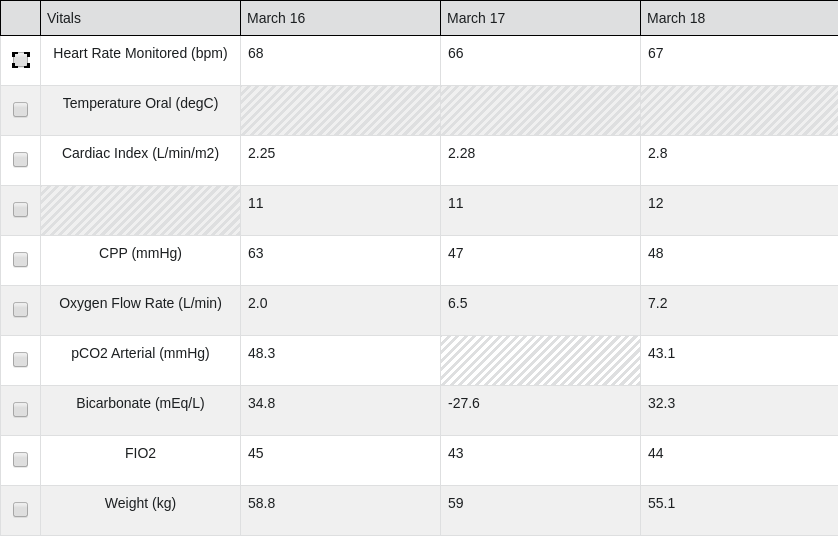 Vitals March 16 March 17 March 18
Heart Rate Monitored (bpm) 68 66 67
Temperature Oral (degC)
Cardiac Index (L/min/m2) 2.25 2.28 2.8
11 11 12
CPP (mmHg) 63 47 48
Oxygen Flow Rate (L/min) 2.0 6.5 7.2
pCO2 Arterial (mmHg) 48.3 43.1
Bicarbonate (mEq/L) 34.8 -27.6 32.3
FIO2 45 43 44
Weight (kg) 58.8 59 55.1